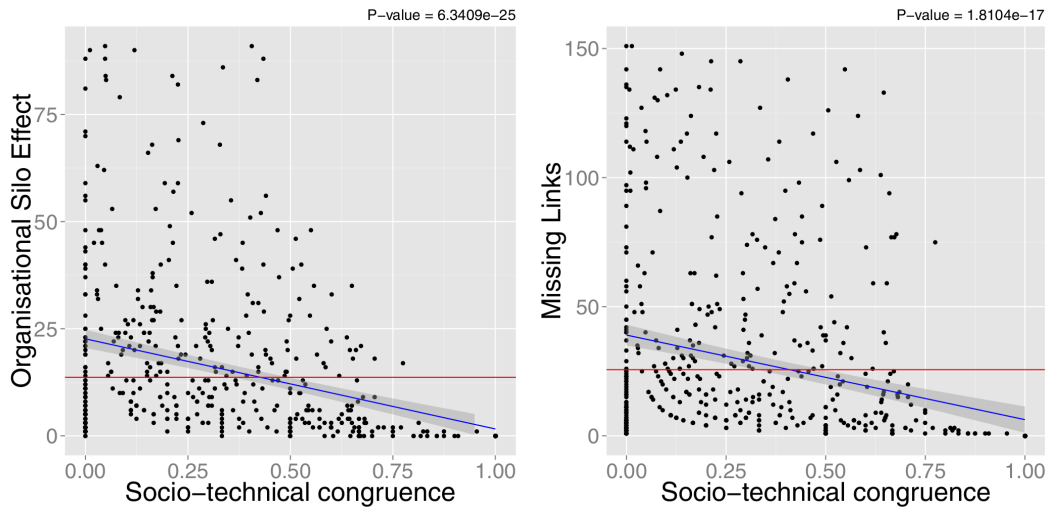 P-value = 6.3409e-25
Organisational Silo Effect
75
50
25
0
0.00 0.25 0.50 0.75 1.00
Socio-technical congruence
P-value = 1.8104e-17
Missing Links
150
100
50
0
0.00 0.25 0.50 0.75 1.00
Socio-technical congruence